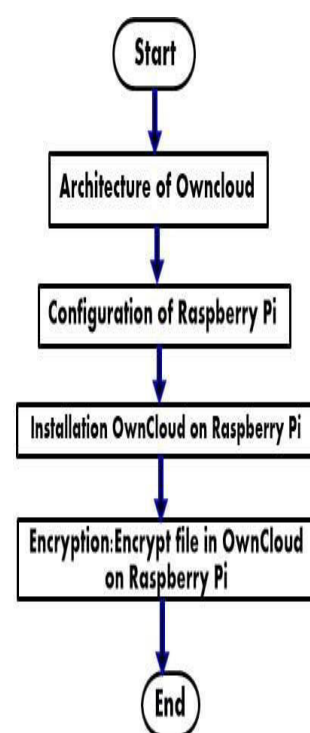 Start
Architecture of Owncloud
Configuration of Raspberry Pi
Installation OwnCloud on Raspberry Pi
Encryption:Encrypt file in OwnCloud
on Raspberry Pi
End